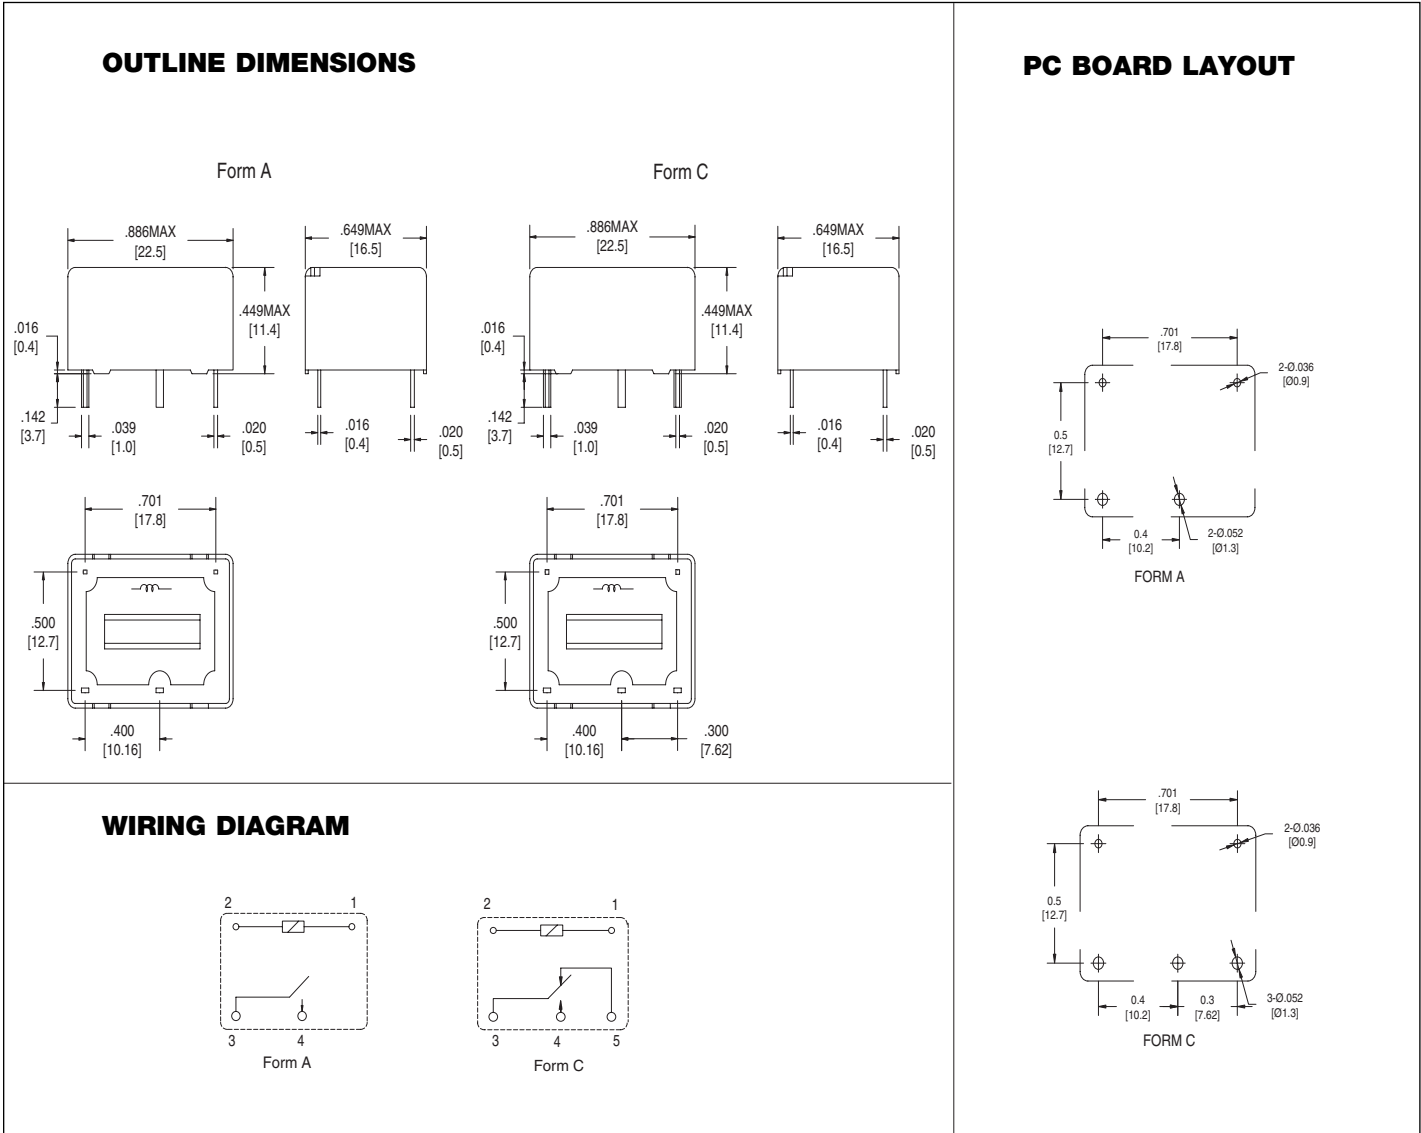 OUTLINE DIMENSIONS
Form A
Form C
.886MAX
[22.5]
.649MAX
[16.5]
.449MAX
[11.4]
.016
[0.4]
.142
[3.7]
.039
[1.0]
.020
[0.5]
.016
[0.4]
.020
[0.5]
.886MAX
[22.5]
.649MAX
[16.5]
.449MAX
[11.4]
.016
[0.4]
.142
[3.7]
.039
[1.0]
.020
[0.5]
.016
[0.4]
.020
[0.5]
.701
[17.8]
.500
[12.7]
.400
[10.16]
.701
[17.8]
.500
[12.7]
.400
[10.16]
.300
[7.62]
WIRING DIAGRAM
2
1
3
4
Form A
2
1
3
4
5
Form C
PC BOARD LAYOUT
.701
[17.8]
2-Ø.036
[Ø0.9]
0.5
[12.7]
0.4
[10.2]
2-Ø.052
[Ø1.3]
FORM A
.701
[17.8]
2-Ø.036
[Ø0.9]
0.5
[12.7]
0.4
[10.2]
0.3
[7.62]
3-Ø.052
[Ø1.3]
FORM C